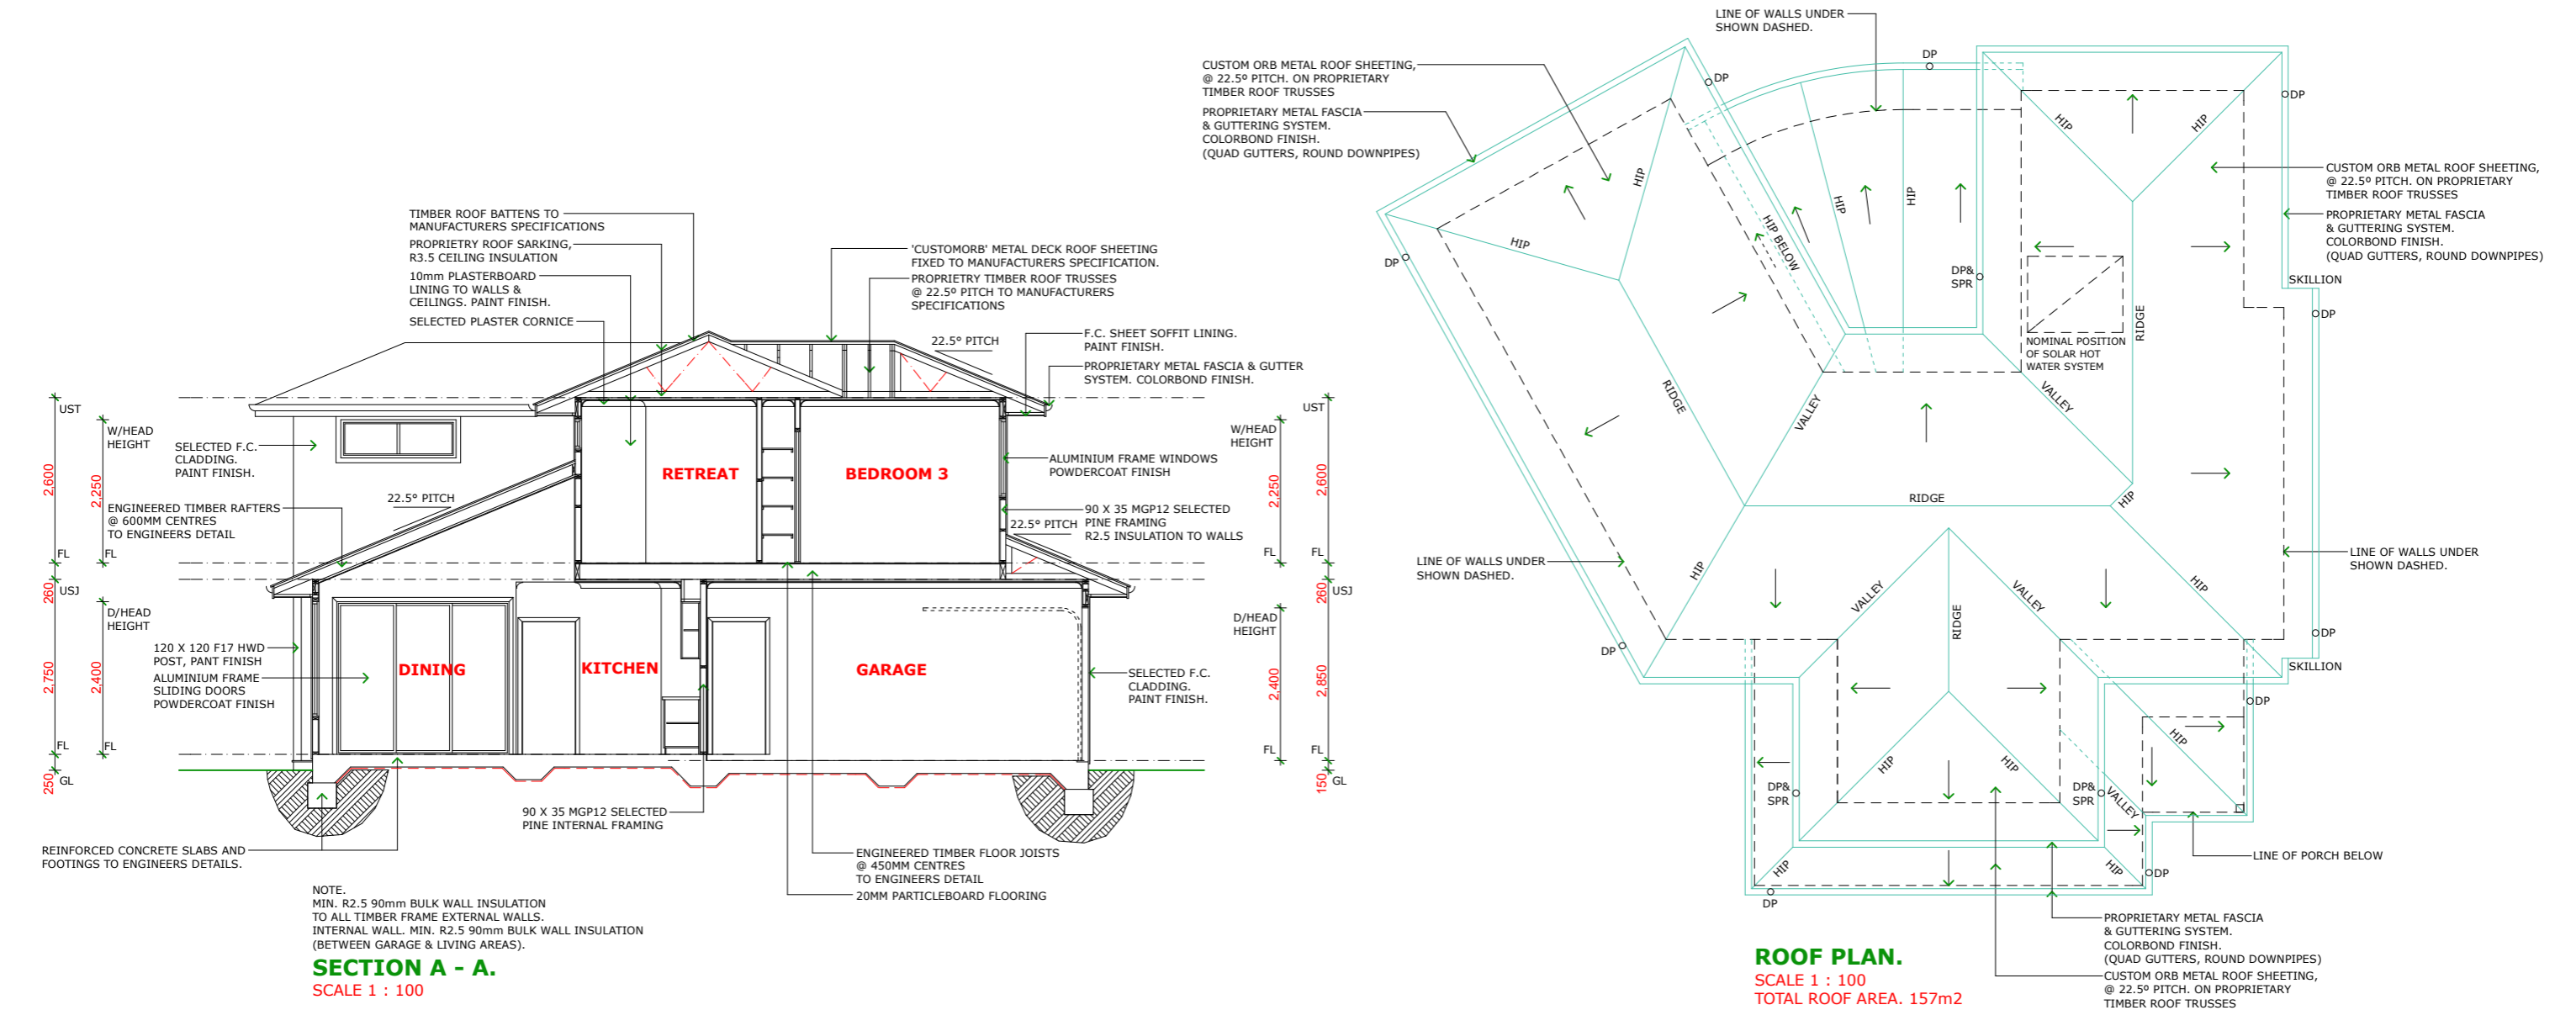 TIMBER ROOF BATTENS TO
MANUFACTURERS SPECIFICATIONS
PROPRIETRY ROOF SARKING,
R3.5 CEILING INSULATION
10mm PLASTERBOARD
LINING TO WALLS &
CEILINGS. PAINT FINISH.
SELECTED PLASTER CORNICE
'CUSTOMORB' METAL DECK ROOF SHEETING
FIXED TO MANUFACTURERS SPECIFICATION.
PROPRIETRY TIMBER ROOF TRUSSES
@ 22.5º PITCH TO MANUFACTURERS
SPECIFICATIONS
F.C. SHEET SOFFIT LINING.
PAINT FINISH.
22.5° PITCH
PROPRIETARY METAL FASCIA & GUTTER
SYSTEM. COLORBOND FINISH.
UST
W/HEAD
HEIGHT
2,600
2,250
FL
FL
SELECTED F.C.
CLADDING.
PAINT FINISH.
22.5° PITCH
ENGINEERED TIMBER RAFTERS
@ 600MM CENTRES
TO ENGINEERS DETAIL
RETREAT
BEDROOM 3
ALUMINIUM FRAME WINDOWS
POWDERCOAT FINISH
90 X 35 MGP12 SELECTED
PINE FRAMING
R2.5 INSULATION TO WALLS
22.5° PITCH
UST
W/HEAD
HEIGHT
2,250
2,600
FL
FL
260
USJ
D/HEAD
HEIGHT
2,750
2,400
FL
FL
250
GL
120 X 120 F17 HWD
POST, PANT FINISH
ALUMINIUM FRAME
SLIDING DOORS
POWDERCOAT FINISH
DINING
KITCHEN
GARAGE
SELECTED F.C.
CLADDING.
PAINT FINISH.
260
USJ
D/HEAD
HEIGHT
2,400
2,850
FL
FL
150
GL
90 X 35 MGP12 SELECTED
PINE INTERNAL FRAMING
REINFORCED CONCRETE SLABS AND
FOOTINGS TO ENGINEERS DETAILS.
ENGINEERED TIMBER FLOOR JOISTS
@ 450MM CENTRES
TO ENGINEERS DETAIL
20MM PARTICLEBOARD FLOORING
NOTE.
MIN. R2.5 90mm BULK WALL INSULATION
TO ALL TIMBER FRAME EXTERNAL WALLS.
INTERNAL WALL. MIN. R2.5 90mm BULK WALL INSULATION
(BETWEEN GARAGE & LIVING AREAS).
SECTION A - A.
SCALE 1 : 100
LINE OF WALLS UNDER
SHOWN DASHED.
CUSTOM ORB METAL ROOF SHEETING,
@ 22.5º PITCH. ON PROPRIETARY
TIMBER ROOF TRUSSES
PROPRIETARY METAL FASCIA
& GUTTERING SYSTEM.
COLORBOND FINISH.
(QUAD GUTTERS, ROUND DOWNPIPES)
DP
DP
DP
HIP
HIP
CUSTOM ORB METAL ROOF SHEETING,
@ 22.5º PITCH. ON PROPRIETARY
TIMBER ROOF TRUSSES
PROPRIETARY METAL FASCIA
& GUTTERING SYSTEM.
COLORBOND FINISH.
(QUAD GUTTERS, ROUND DOWNPIPES)
HIP
HIP
HIP
HIP
HIP BELOW
DP
DP&
SPR
SKILLION
DP
RIDGE
NOMINAL POSITION
OF SOLAR HOT
WATER SYSTEM
RIDGE
VALLEY
VALLEY
RIDGE
HIP
LINE OF WALLS UNDER
SHOWN DASHED.
LINE OF WALLS UNDER
SHOWN DASHED.
HIP
VALLEY
RIDGE
VALLEY
HIP
DP
DP
SKILLION
DP
HIP
HIP
HIP
DP&
SPR
DP&
SPR
VALLEY
LINE OF PORCH BELOW
HIP
HIP
DP
DP
PROPRIETARY METAL FASCIA
& GUTTERING SYSTEM.
COLORBOND FINISH.
(QUAD GUTTERS, ROUND DOWNPIPES)
CUSTOM ORB METAL ROOF SHEETING,
@ 22.5º PITCH. ON PROPRIETARY
TIMBER ROOF TRUSSES
ROOF PLAN.
SCALE 1 : 100
TOTAL ROOF AREA. 157m2